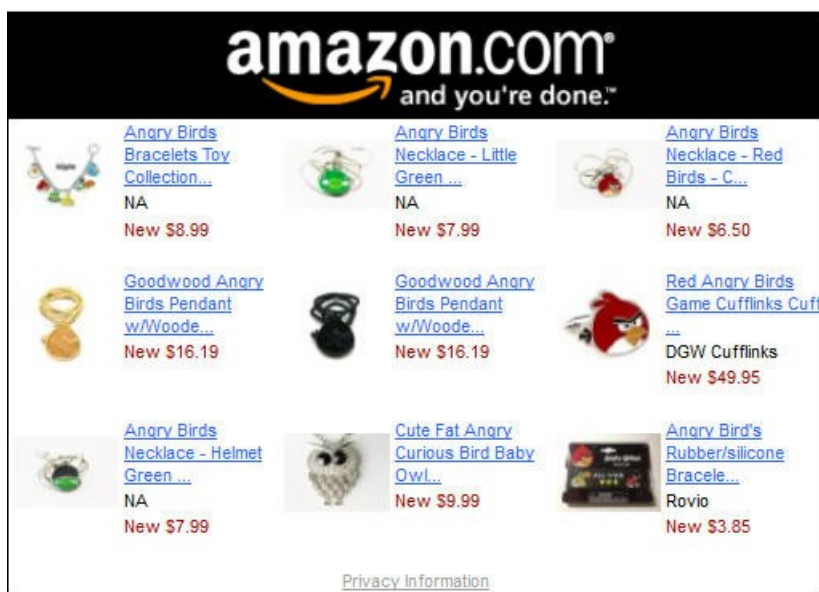 amazon.com®
and you're done.™
Angry Birds
Bracelets Toy
Collection...
NA
New $8.99
Angry Birds
Necklace - Little
Green ...
NA
New $7.99
Angry Birds
Necklace - Red
Birds - C...
NA
New $6.50
Goodwood Angry
Birds Pendant
w/Woode...
New $16.19
Goodwood Angry
Birds Pendant
w/Woode...
New $16.19
Red Angry Birds
Game Cufflinks Cuff
...
DGW Cufflinks
New $49.95
Angry Birds
Necklace - Helmet
Green ...
NA
New $7.99
Cute Fat Angry
Curious Bird Baby
Owl...
New $9.99
Angry Bird's
Rubber/silicone
Bracele...
Rovio
New $3.85
Privacy Information